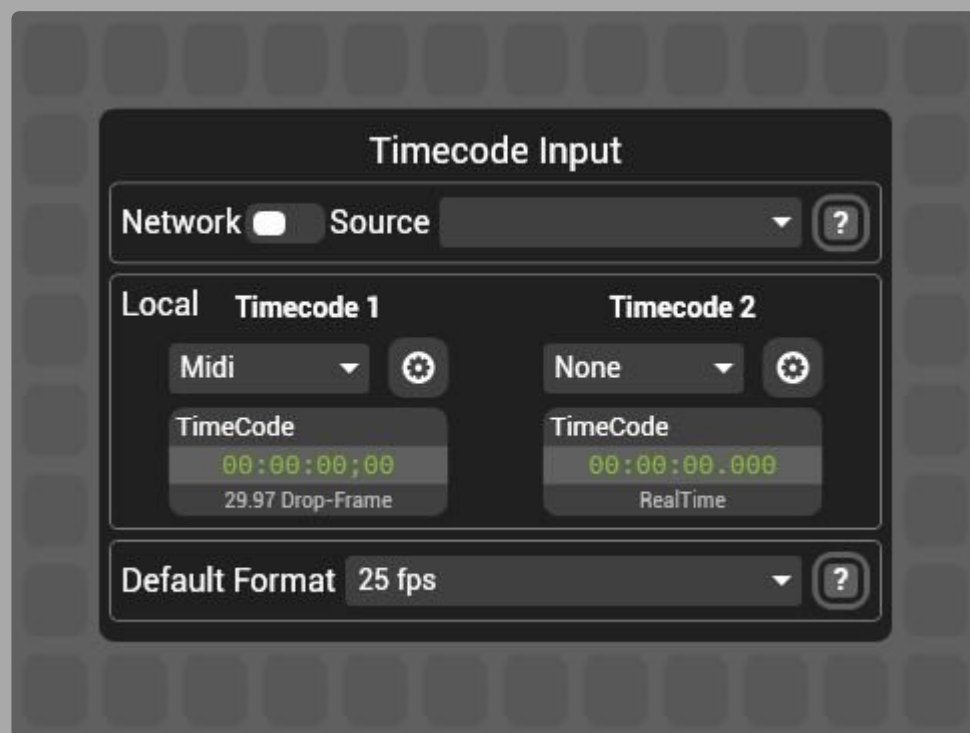 Timecode Input
Network Source ?
Local Timecode 1 Timecode 2
Midi None
TimeCode TimeCode
00:00:00;00 00:00:00.000
29.97 Drop-Frame RealTime
Default Format 25 fps ?